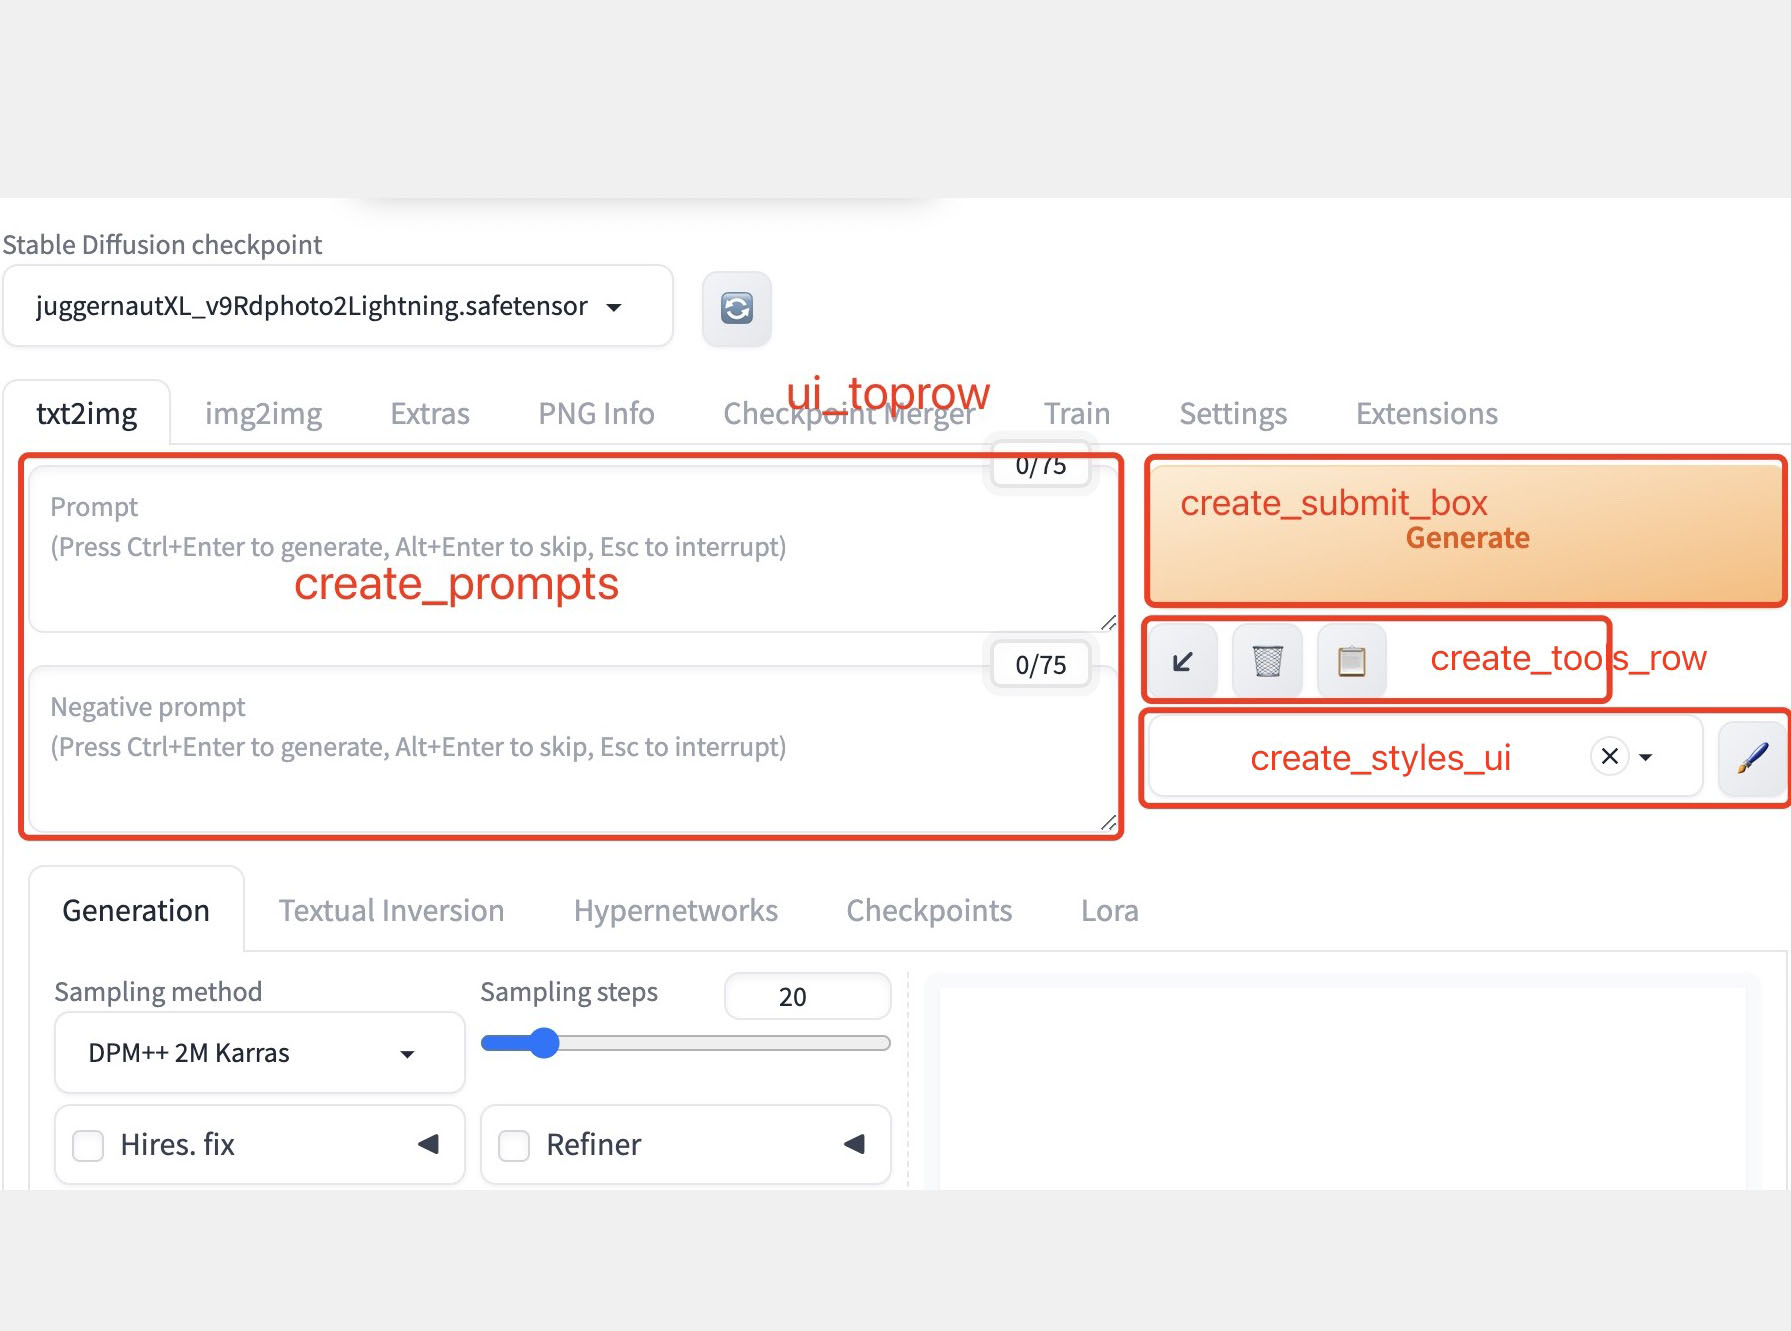 Stable Diffusion checkpoint
juggernautXL_v9Rdphoto2Lightning.safetensor
ui_toprow
txt2img img2img Extras PNG Info Checkpoint Merger Train Settings Extensions
0/75
Prompt
(Press Ctrl+Enter to generate, Alt+Enter to skip, Esc to interrupt)
create_prompts
create_submit_box
Generate
create_tools_row
0/75
Negative prompt
(Press Ctrl+Enter to generate, Alt+Enter to skip, Esc to interrupt)
create_styles_ui
Generation Textual Inversion Hypernetworks Checkpoints Lora
Sampling method
DPM++ 2M Karras
Sampling steps
20
Hires. fix
Refiner